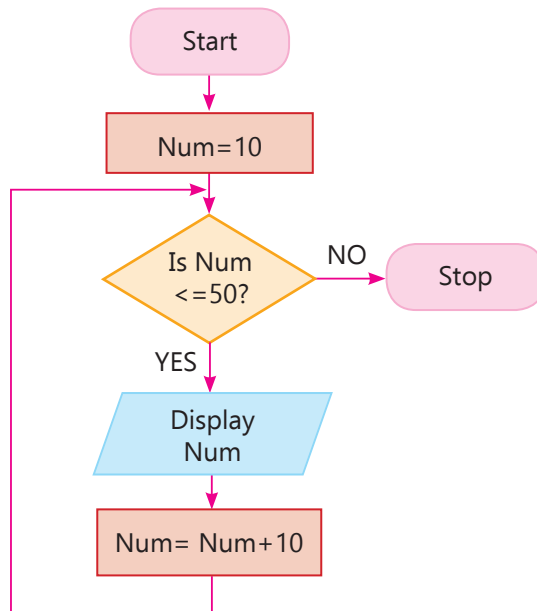 Start
Num=10
Is Num
<=50?
NO
Stop
YES
Display
Num
Num= Num+10